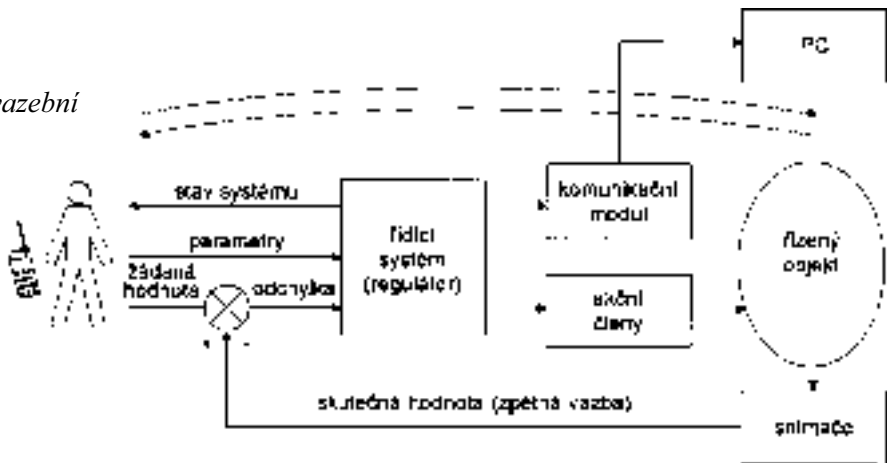 PC
vazební
stav systému
komunikační
modul
parametry
řídicí
systém
(regulátor)
řízený
objekt
žádaná
hodnota
odchylka
akční
členy
skutečná hodnota (zpětná vazba)
snímače